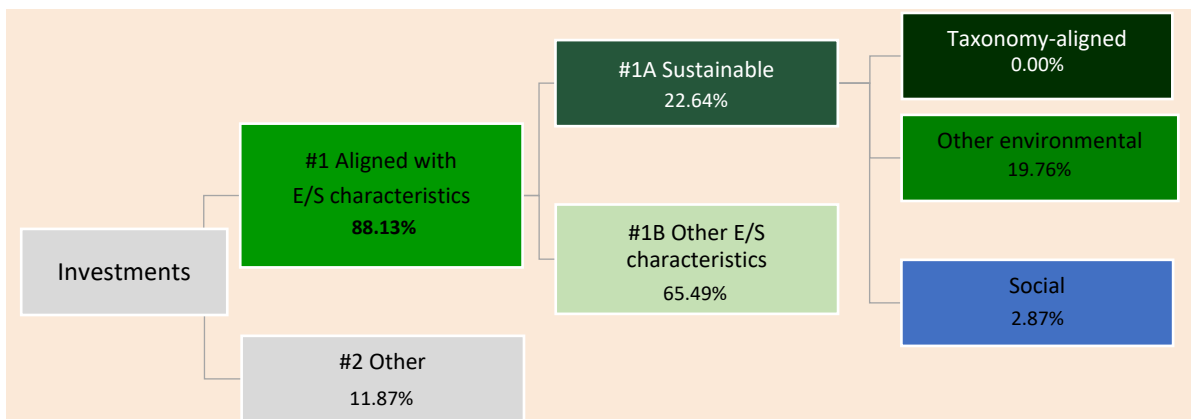 Investments
#1 Aligned with
E/S characteristics
88.13%
#2 Other
11.87%
#1A Sustainable
22.64%
#1B Other E/S
characteristics
65.49%
Taxonomy-aligned
0.00%
Other environmental
19.76%
Social
2.87%